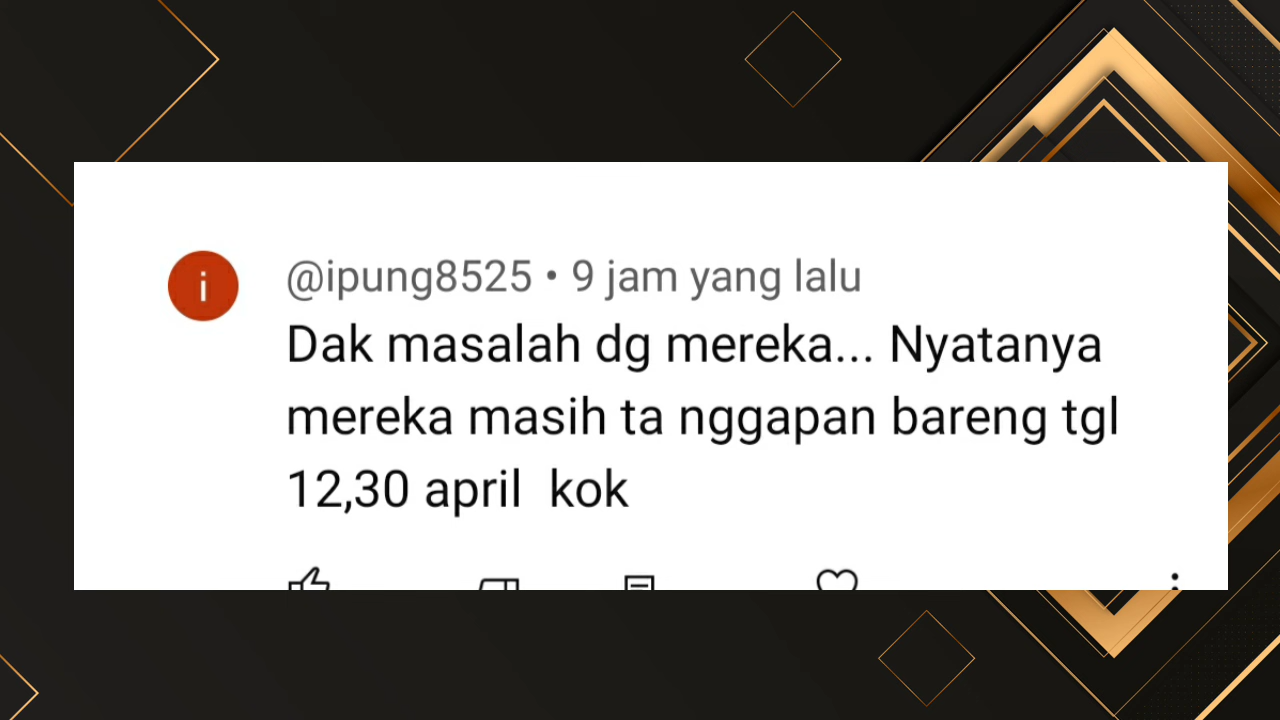 i
@ipung8525 • 9 jam yang lalu
Dak masalah dg mereka... Nyatanya
mereka masih ta nggapan bareng tgl
12,30 april  kok